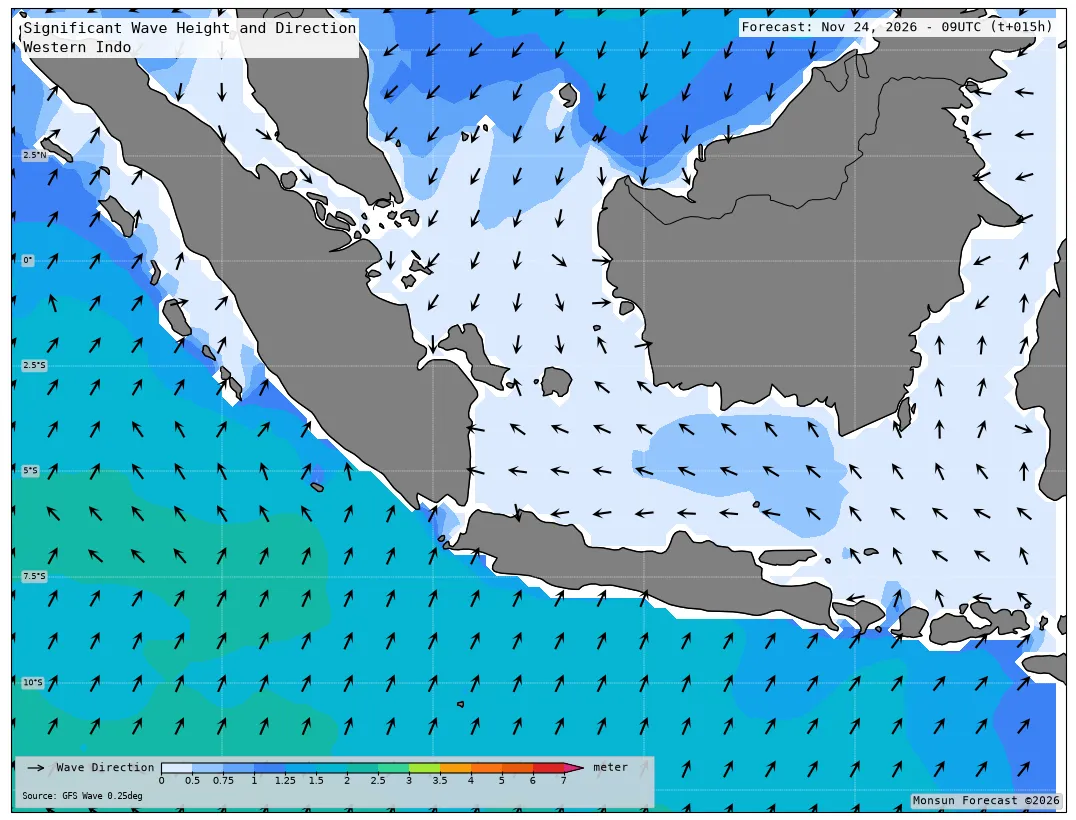 Significant Wave Height and Direction
Western Indo
Forecast: Nov 24, 2026 - 09UTC (t+015h)
2.5°N
0°
2.5°S
5°S
7.5°S
10°S
Wave Direction
meter
0 0.5 0.75 1 1.25 1.5 2 2.5 3 3.5 4 5 6 7
Source: GFS Wave 0.25deg
Monsun Forecast ©2026